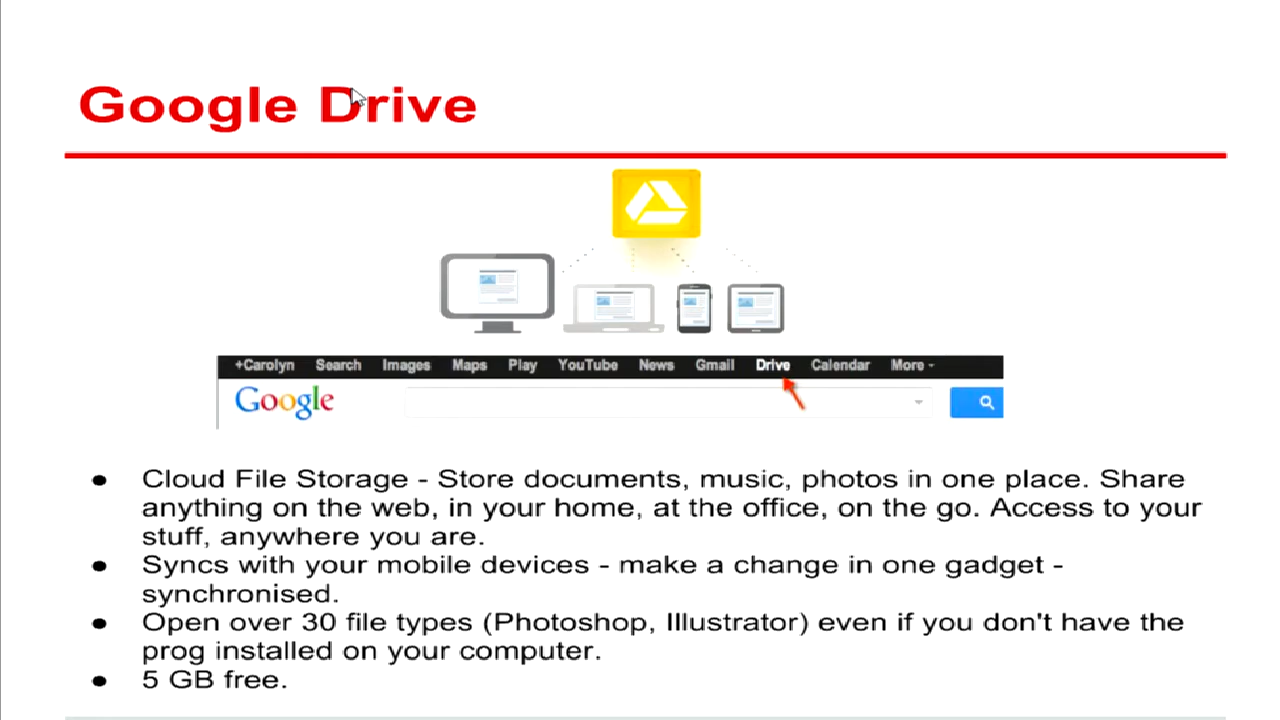 Google Drive
+Carolyn Search Images Maps Play YouTube News Gmail Drive Calendar More
Google
● Cloud File Storage - Store documents, music, photos in one place. Share
anything on the web, in your home, at the office, on the go. Access to your
stuff, anywhere you are.
● Syncs with your mobile devices - make a change in one gadget -
synchronised.
● Open over 30 file types (Photoshop, Illustrator) even if you don't have the
prog installed on your computer.
● 5 GB free.